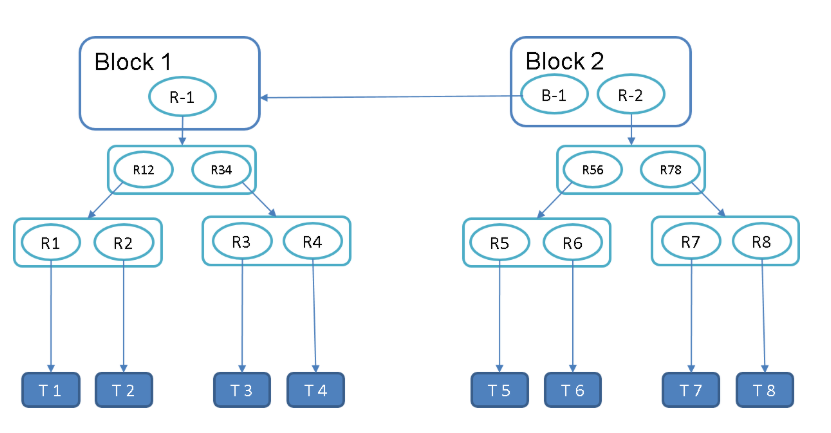 Block 1
Block 2
R-1
B-1
R-2
R12
R34
R56
R78
R1
R2
R3
R4
R5
R6
R7
R8
T 1
T 2
T 3
T 4
T 5
T 6
T 7
T 8